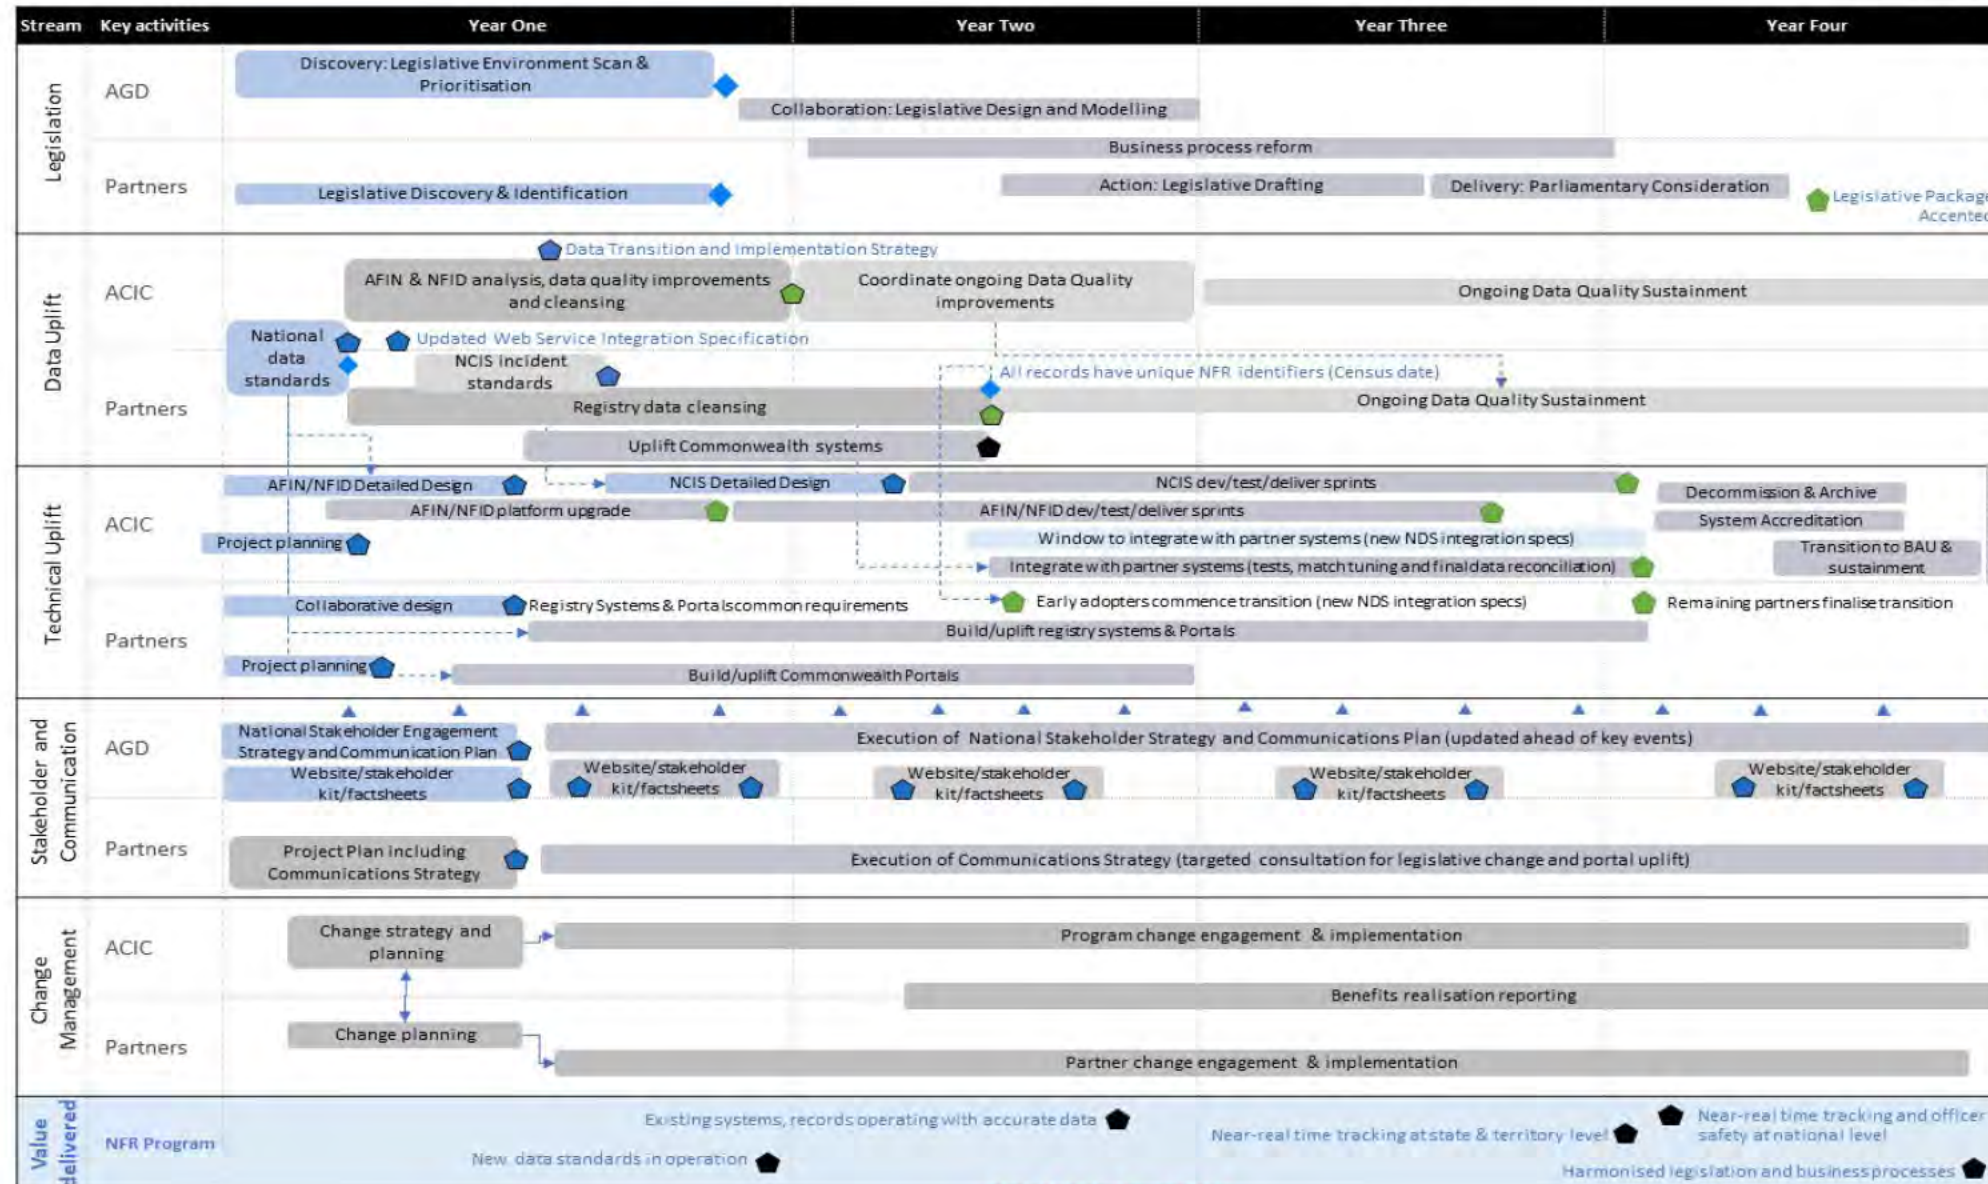 Stream Key activities Year One Year Two Year Three Year Four
Legislation
AGD
Discovery: Legislative Environment Scan &
Prioritisation
Collaboration: Legislative Design and Modelling
Business process reform
Partners
Legislative Discovery & Identification
Action: Legislative Drafting
Delivery: Parliamentary Consideration
Legislative Package
Accented
Data Uplift
ACIC
Data Transition and Implementation Strategy
AFIN & NFID analysis, data quality improvements
and cleansing
Coordinate ongoing Data Quality
improvements
Ongoing Data Quality Sustainment
National
data
standards
Updated Web Service Integration Specification
NCIS incident
standards
All records have unique NFR identifiers (Census date)
Partners
Registry data cleansing
Ongoing Data Quality Sustainment
Uplift Commonwealth systems
Technical Uplift
ACIC
AFIN/NFID Detailed Design
NCIS Detailed Design
NCIS dev/test/deliver sprints
Decommission & Archive
AFIN/NFID platform upgrade
AFIN/NFID dev/test/deliver sprints
System Accreditation
Project planning
Window to integrate with partner systems (new NDS integration specs)
Transition to BAU &
sustainment
Integrate with partner systems (tests, match tuning and final data reconciliation)
Partners
Collaborative design
Registry Systems & Portals common requirements
Early adopters commence transition (new NDS integration specs)
Remaining partners finalise transition
Build/uplift registry systems & Portals
Project planning
Build/uplift Commonwealth Portals
Stakeholder and
Communication
AGD
National Stakeholder Engagement
Strategy and Communication Plan
Execution of National Stakeholder Strategy and Communications Plan (updated ahead of key events)
Website/stakeholder
kit/factsheets
Website/stakeholder
kit/factsheets
Website/stakeholder
kit/factsheets
Website/stakeholder
kit/factsheets
Website/stakeholder
kit/factsheets
Partners
Project Plan including
Communications Strategy
Execution of Communications Strategy (targeted consultation for legislative change and portal uplift)
Change
Management
ACIC
Change strategy and
planning
Program change engagement & implementation
Benefits realisation reporting
Partners
Change planning
Partner change engagement & implementation
Value
delivered
NFR Program
Existing systems, records operating with accurate data
New data standards in operation
Near-real time tracking at state & territory level
Near-real time tracking and officer
safety at national level
Harmonised legislation and business processes